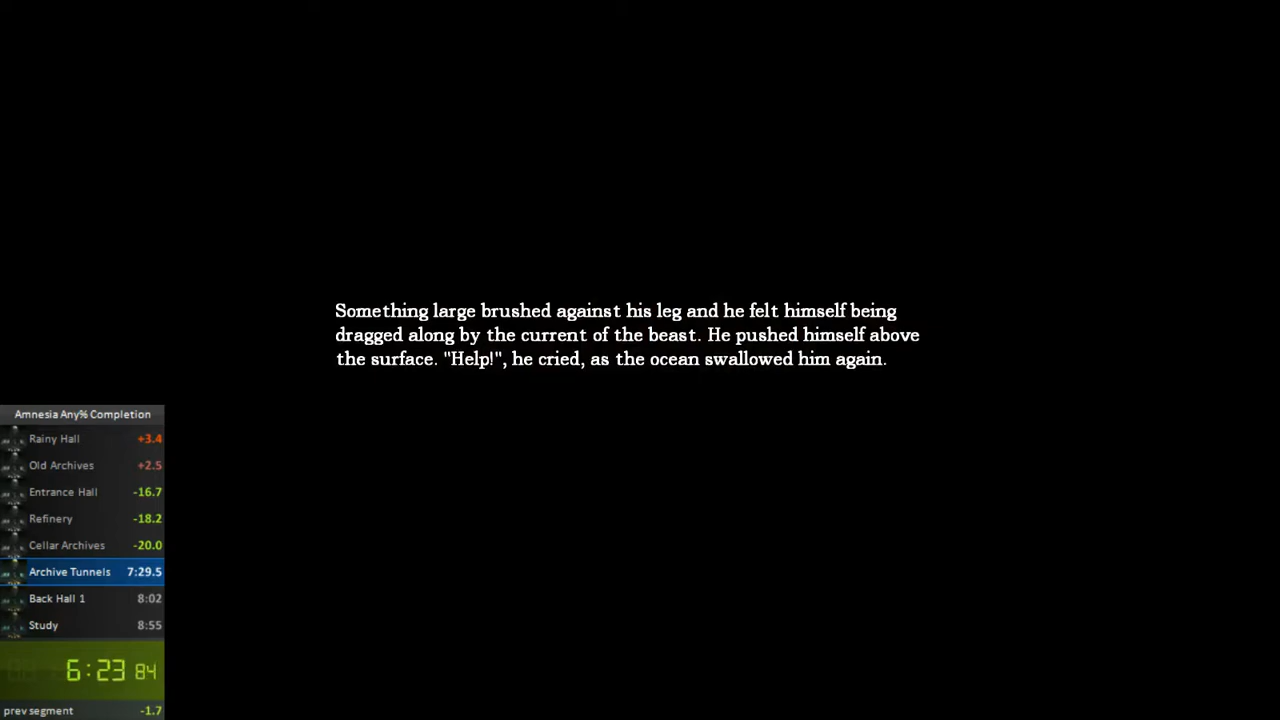 Something large brushed against his leg and he felt himself being
dragged along by the current of the beast. He pushed himself above
the surface. "Help!", he cried, as the ocean swallowed him again.
Amnesia Any% Completion
Rainy Hall +3.4
Old Archives +2.5
Entrance Hall -16.7
Refinery -18.2
Cellar Archives -20.0
Archive Tunnels 7:29.5
Back Hall 1 8:02
Study 8:55
6:23 84
prev segment -1.7